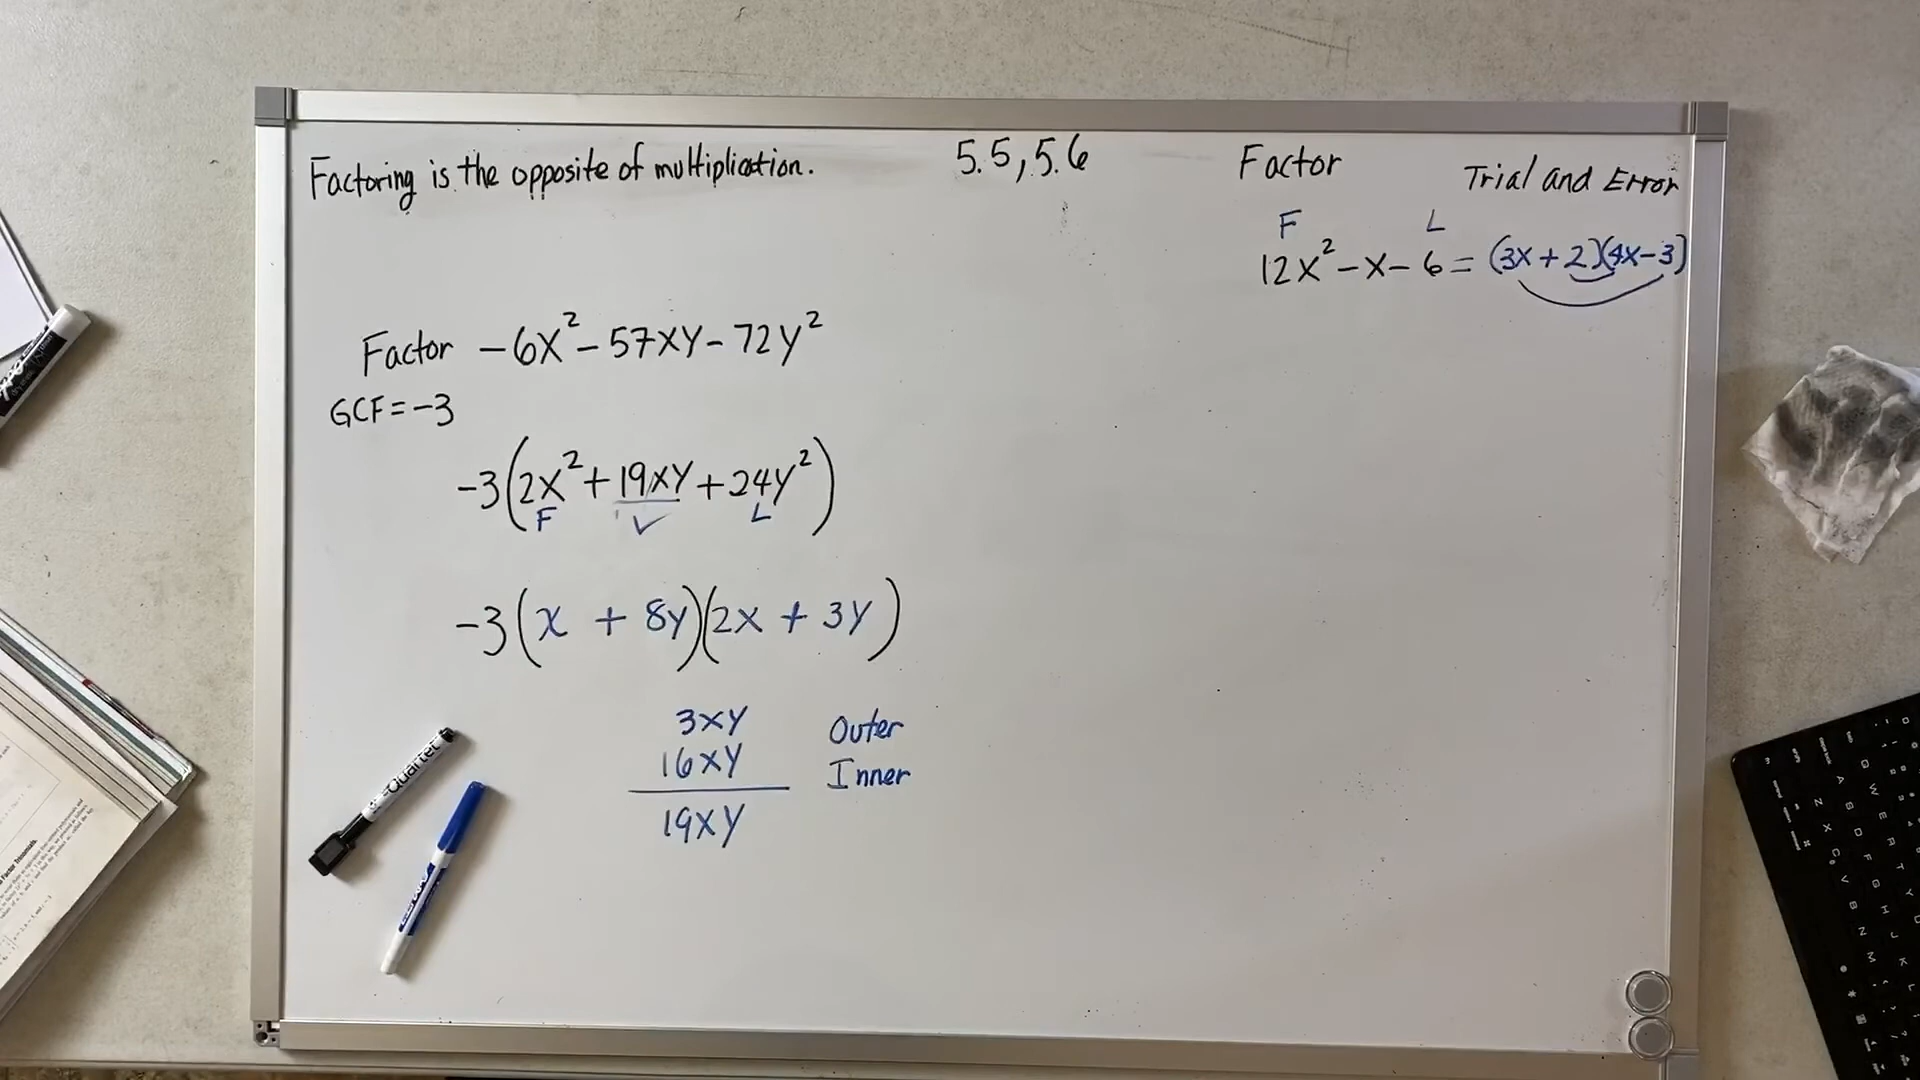 Factoring is the opposite of multiplication.
5.5, 5.6
Factor
Trial and Error
F L
12x² - x - 6 = (3x + 2)(4x - 3)
Factor -6x² - 57xy - 72y²
GCF = -3
-3(2x² + 19xy + 24y²)
F ✓ L
-3(x + 8y)(2x + 3y)
3xy Outer
16xy Inner
19xy
Quartet